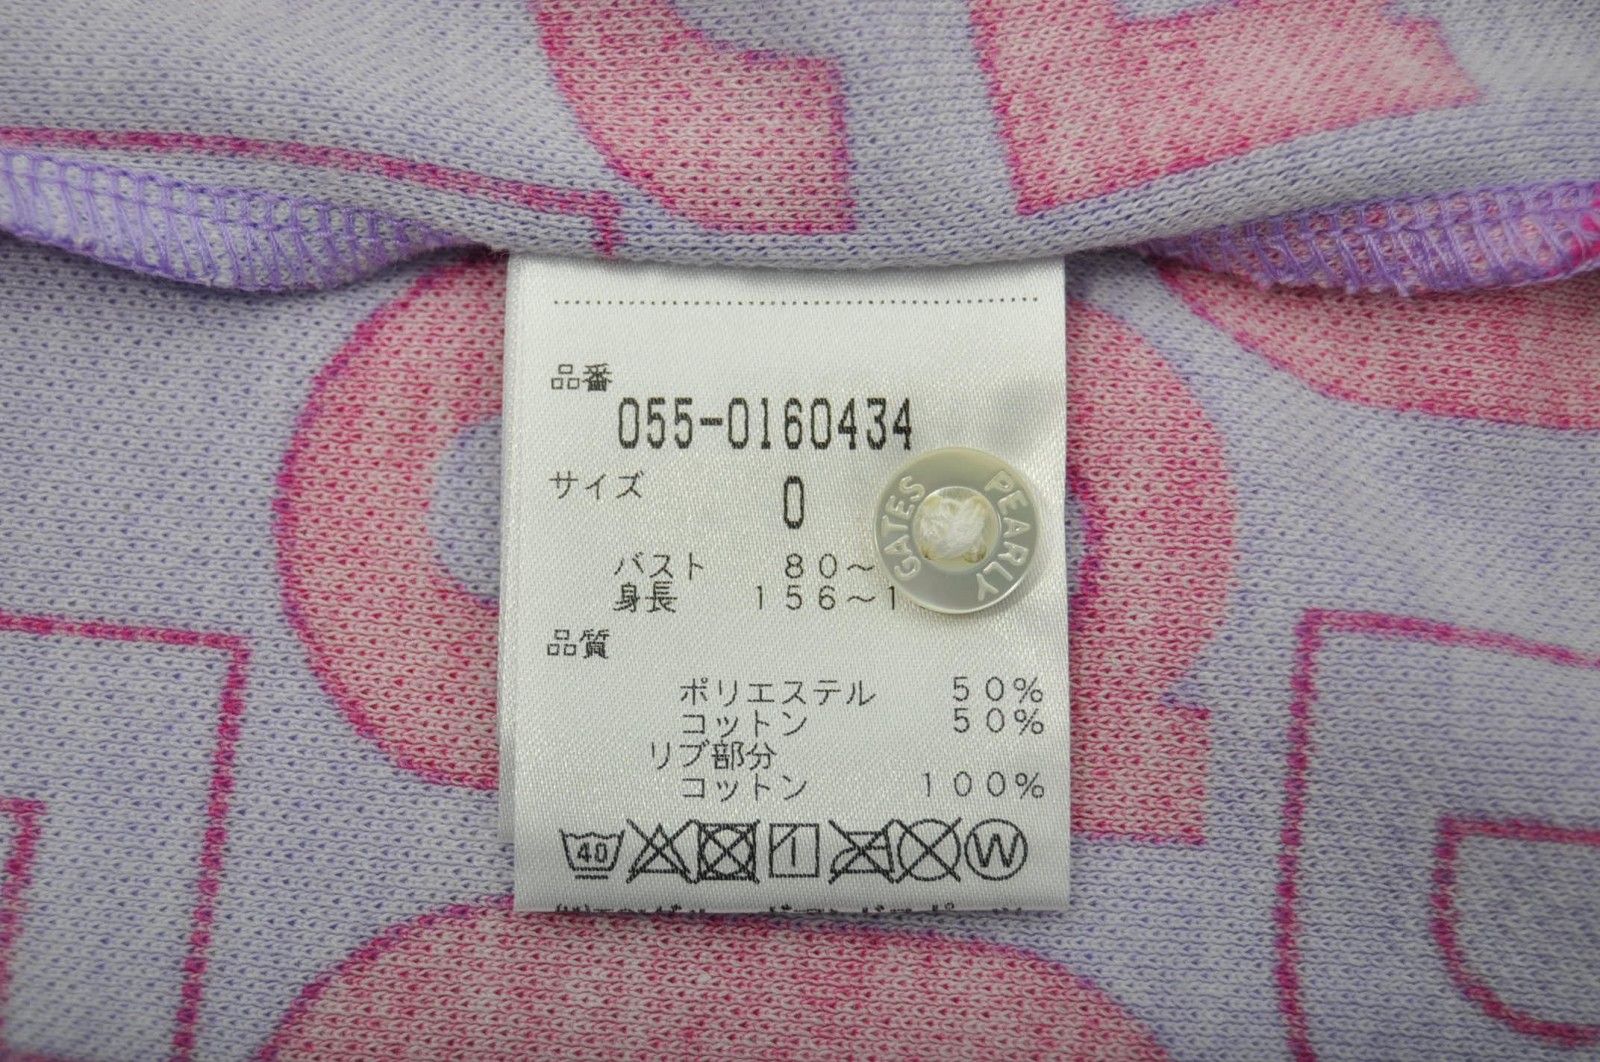 品番
055-0160434
サイズ 0
バスト 80~
身長 156~1
品質
ポリエステル 50%
コットン 50%
リブ部分
コットン 100%
40
W
PEARLY GATES